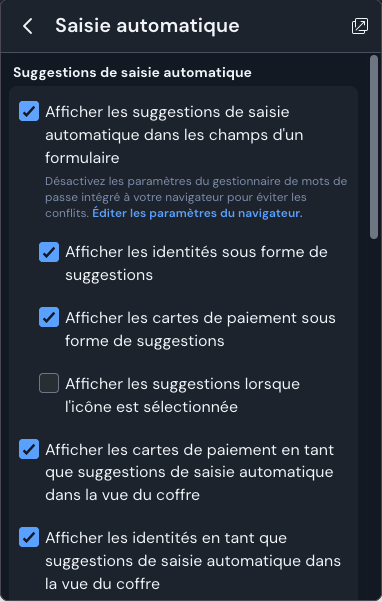 Saisie automatique
Suggestions de saisie automatique
Afficher les suggestions de saisie
automatique dans les champs d'un
formulaire
Désactivez les paramètres du gestionnaire de mots de
passe intégré à votre navigateur pour éviter les
conflits. Éditer les paramètres du navigateur.
Afficher les identités sous forme de
suggestions
Afficher les cartes de paiement sous
forme de suggestions
Afficher les suggestions lorsque
l'icône est sélectionnée
Afficher les cartes de paiement en tant
que suggestions de saisie automatique
dans la vue du coffre
Afficher les identités en tant que
suggestions de saisie automatique dans
la vue du coffre